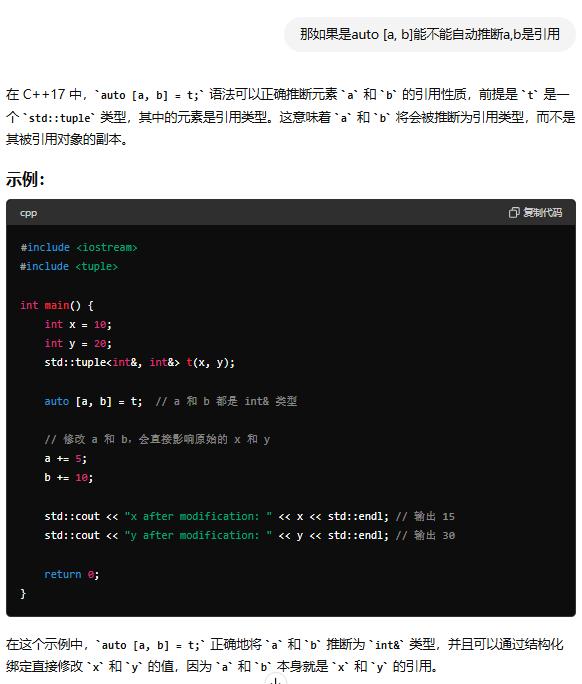 那如果是auto [a, b]能不能自动推断a,b是引用
在 C++17 中，`auto [a, b] = t;` 语法可以正确推断元素 `a` 和 `b` 的引用性质，前提是 `t` 是一
个 `std::tuple` 类型，其中的元素是引用类型。这意味着 `a` 和 `b` 将会被推断为引用类型，而不是
其被引用对象的副本。
示例：
cpp 复制代码
#include <iostream>
#include <tuple>
int main() {
    int x = 10;
    int y = 20;
    std::tuple<int&, int&> t(x, y);
    auto [a, b] = t;  // a 和 b 都是 int& 类型
    // 修改 a 和 b，会直接影响原始的 x 和 y
    a += 5;
    b += 10;
    std::cout << "x after modification: " << x << std::endl; // 输出 15
    std::cout << "y after modification: " << y << std::endl; // 输出 30
    return 0;
}
在这个示例中，`auto [a, b] = t;` 正确地将 `a` 和 `b` 推断为 `int&` 类型，并且可以通过结构化
绑定直接修改 `x` 和 `y` 的值，因为 `a` 和 `b` 本身就是 `x` 和 `y` 的引用。